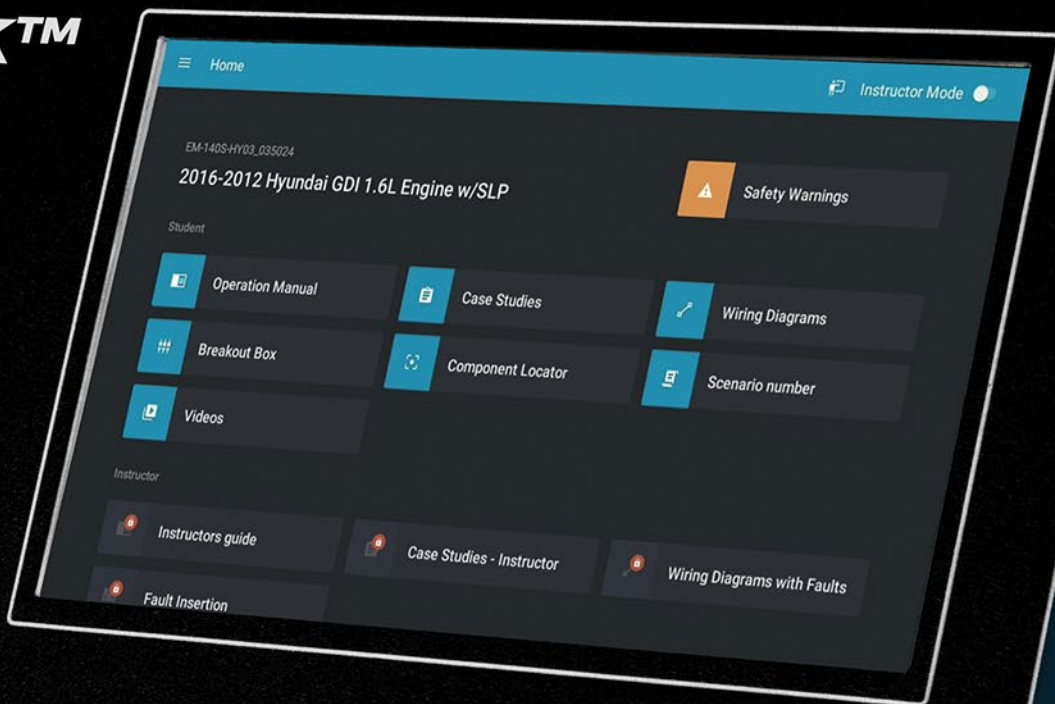 TM
Home
Instructor Mode
EM-140S-HY03_035024
2016-2012 Hyundai GDI 1.6L Engine w/SLP
Safety Warnings
Student
Operation Manual
Case Studies
Wiring Diagrams
Breakout Box
Component Locator
Scenario number
Videos
Instructor
Instructors guide
Case Studies - Instructor
Wiring Diagrams with Faults
Fault Insertion